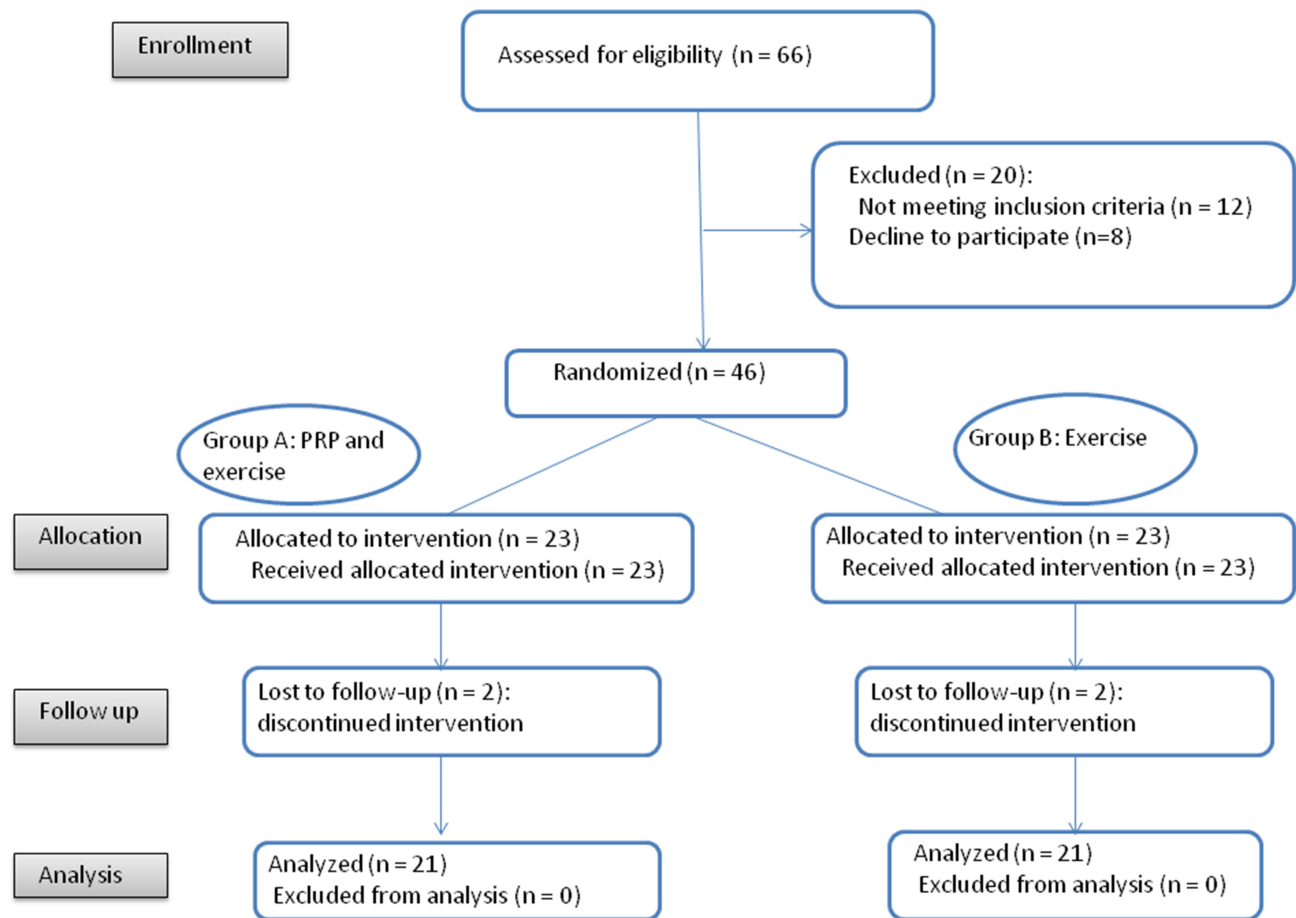 Enrollment
Assessed for eligibility (n = 66)
Excluded (n = 20):
Not meeting inclusion criteria (n = 12)
Decline to participate (n=8)
Randomized (n = 46)
Group A: PRP and
exercise
Group B: Exercise
Allocation
Allocated to intervention (n = 23)
Received allocated intervention (n = 23)
Allocated to intervention (n = 23)
Received allocated intervention (n = 23)
Follow up
Lost to follow-up (n = 2):
discontinued intervention
Lost to follow-up (n = 2):
discontinued intervention
Analysis
Analyzed (n = 21)
Excluded from analysis (n = 0)
Analyzed (n = 21)
Excluded from analysis (n = 0)